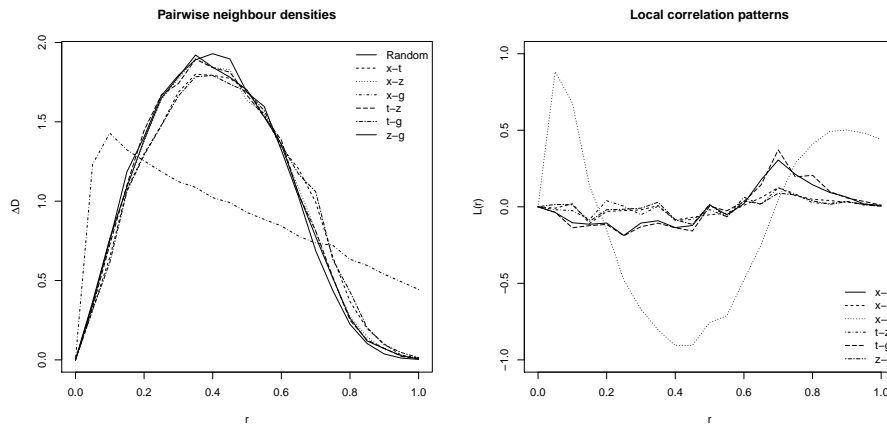 Pairwise neighbour densities
2.0
1.5
1.0
0.5
0.0
ΔD
Random
x−t
x−z
x−g
t−z
t−g
z−g
0.0 0.2 0.4 0.6 0.8 1.0
r
Local correlation patterns
1.0
0.5
0.0
−0.5
−1.0
L(r)
x−
x−
x−
t−z
t−g
z−
0.0 0.2 0.4 0.6 0.8 1.0
r